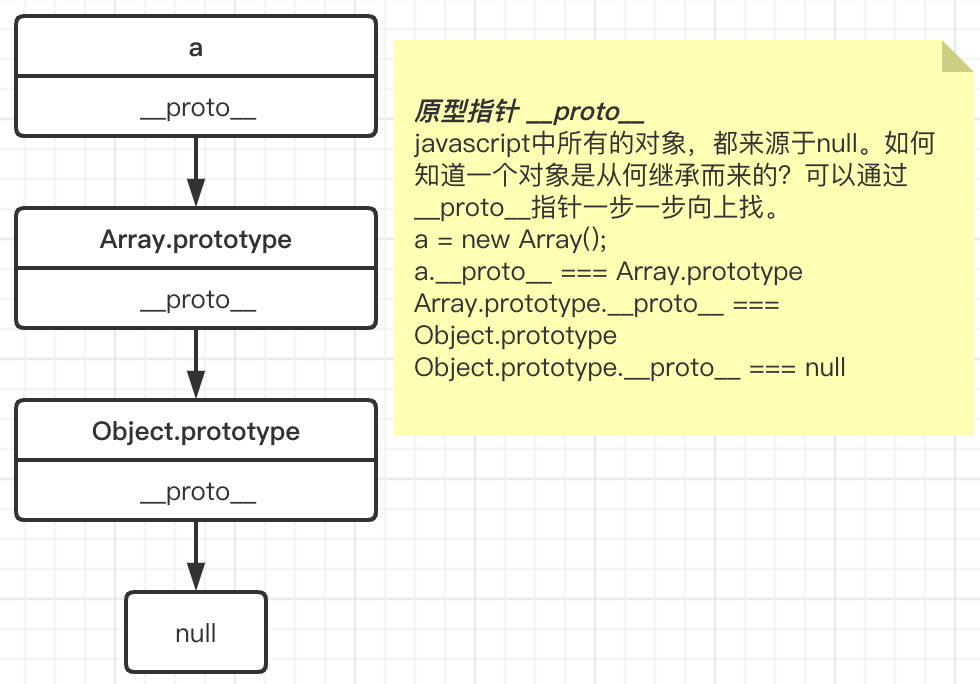 a
__proto__
Array.prototype
__proto__
Object.prototype
__proto__
null
原型指针 __proto__
javascript中所有的对象，都来源于null。如何
知道一个对象是从何继承而来的？可以通过
__proto__指针一步一步向上找。
a = new Array();
a.__proto__ === Array.prototype
Array.prototype.__proto__ ===
Object.prototype
Object.prototype.__proto__ === null